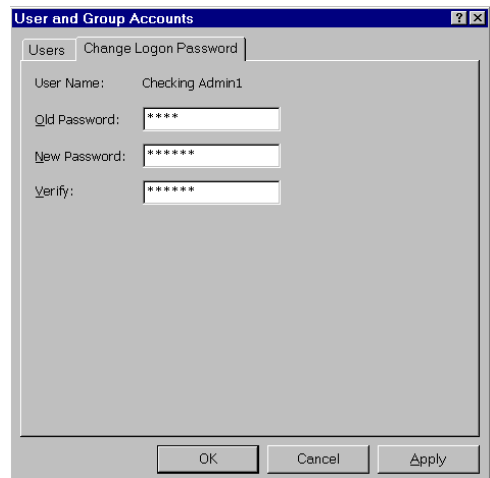 User and Group Accounts ? X
Users Change Logon Password
User Name: Checking Admin1
Old Password: ****
New Password: ******
Verify: ******
OK Cancel Apply